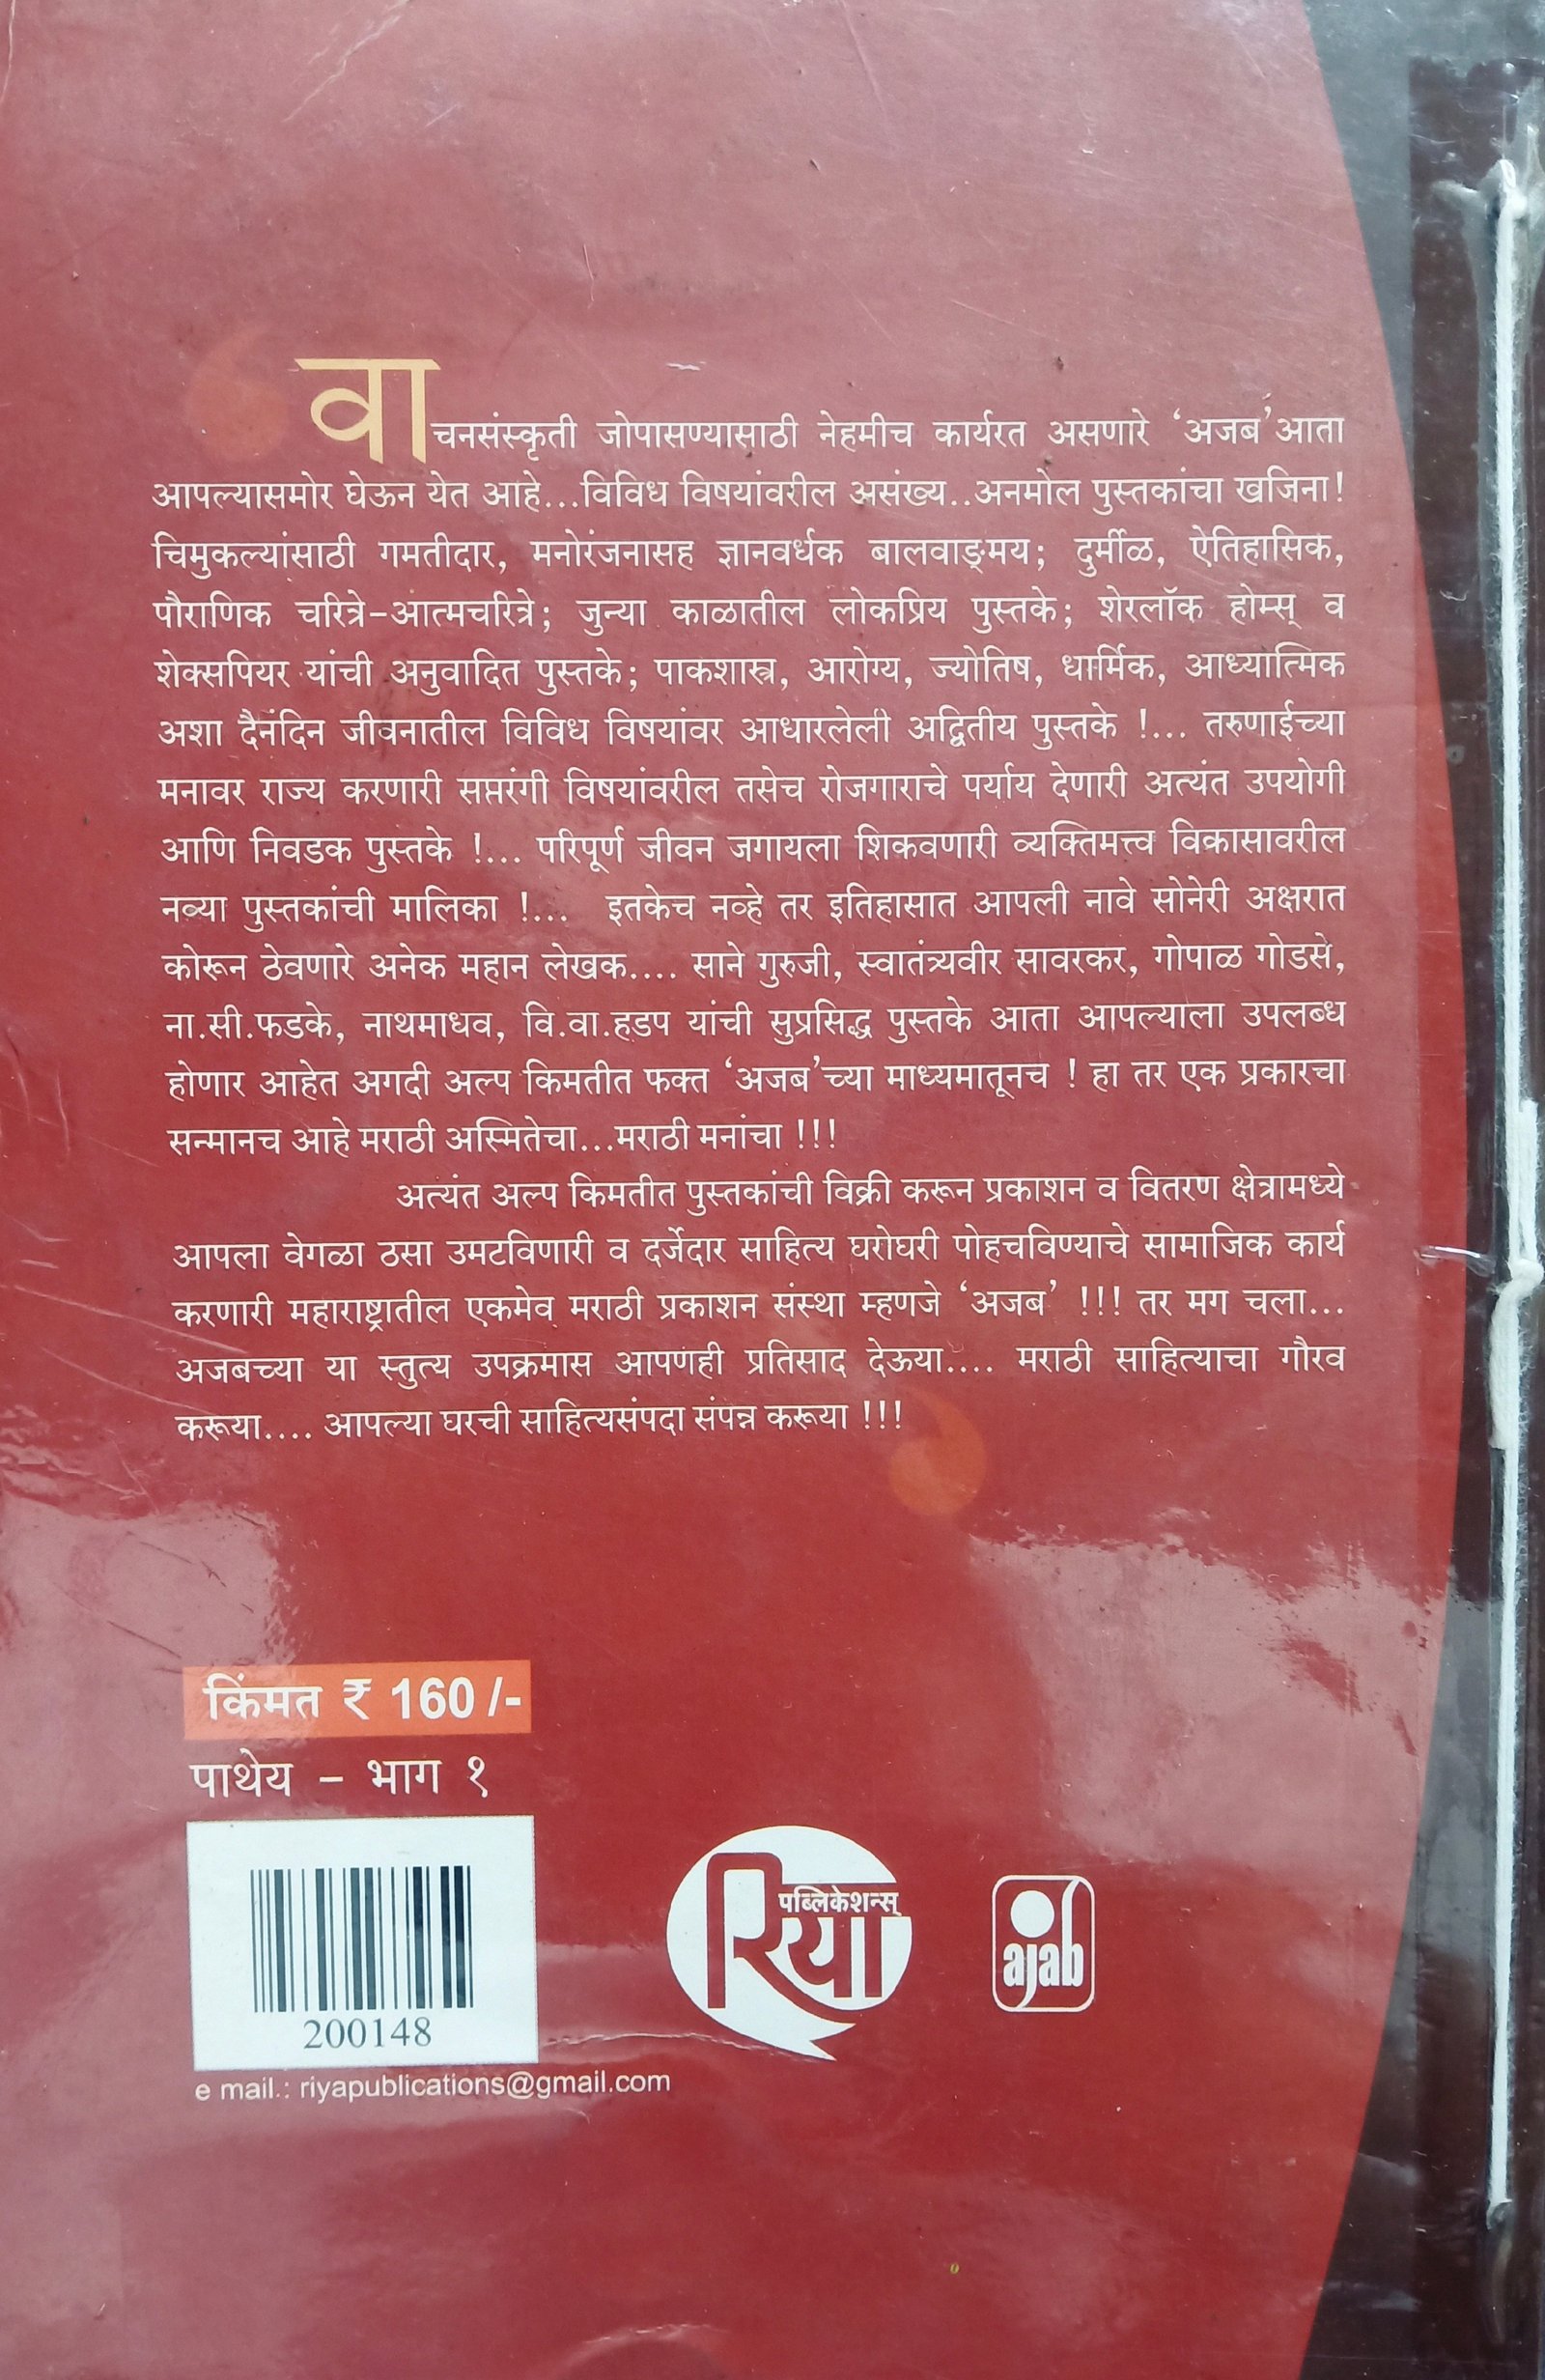 वाचनसंस्कृती जोपासण्यासाठी नेहमीच कार्यरत असणारे ‘अजब’आता
आपल्यासमोर घेऊन येत आहे...विविध विषयांवरील असंख्य..अनमोल पुस्तकांचा खजिना!
चिमुकल्यांसाठी गमतीदार, मनोरंजनासह ज्ञानवर्धक बालवाङ्मय; दुर्मीळ, ऐतिहासिक,
पौराणिक चरित्रे-आत्मचरित्रे; जुन्या काळातील लोकप्रिय पुस्तके; शेरलॉक होम्स् व
शेक्सपियर यांची अनुवादित पुस्तके; पाकशास्त्र, आरोग्य, ज्योतिष, धार्मिक, आध्यात्मिक
अशा दैनंदिन जीवनातील विविध विषयांवर आधारलेली अद्वितीय पुस्तके !... तरुणाईच्या
मनावर राज्य करणारी सप्तरंगी विषयांवरील तसेच रोजगाराचे पर्याय देणारी अत्यंत उपयोगी
आणि निवडक पुस्तके !... परिपूर्ण जीवन जगायला शिकवणारी व्यक्तिमत्त्व विकासावरील
नव्या पुस्तकांची मालिका !... इतकेच नव्हे तर इतिहासात आपली नावे सोनेरी अक्षरात
कोरून ठेवणारे अनेक महान लेखक.... साने गुरुजी, स्वातंत्र्यवीर सावरकर, गोपाळ गोडसे,
ना.सी.फडके, नाथमाधव, वि.वा.हडप यांची सुप्रसिद्ध पुस्तके आता आपल्याला उपलब्ध
होणार आहेत अगदी अल्प किमतीत फक्त ‘अजब’च्या माध्यमातूनच ! हा तर एक प्रकारचा
सन्मानच आहे मराठी अस्मितेचा...मराठी मनांचा !!!
अत्यंत अल्प किमतीत पुस्तकांची विक्री करून प्रकाशन व वितरण क्षेत्रामध्ये
आपला वेगळा ठसा उमटविणारी व दर्जेदार साहित्य घरोघरी पोहचविण्याचे सामाजिक कार्य
करणारी महाराष्ट्रातील एकमेव मराठी प्रकाशन संस्था म्हणजे ‘अजब’ !!! तर मग चला...
अजबच्या या स्तुत्य उपक्रमास आपणही प्रतिसाद देऊया.... मराठी साहित्याचा गौरव
करूया.... आपल्या घरची साहित्यसंपदा संपन्न करूया !!!
किंमत ₹ 160/-
पाथेय - भाग १
200148
पब्लिकेशन्स्
रिया
ajab
e mail.: riyapublications@gmail.com